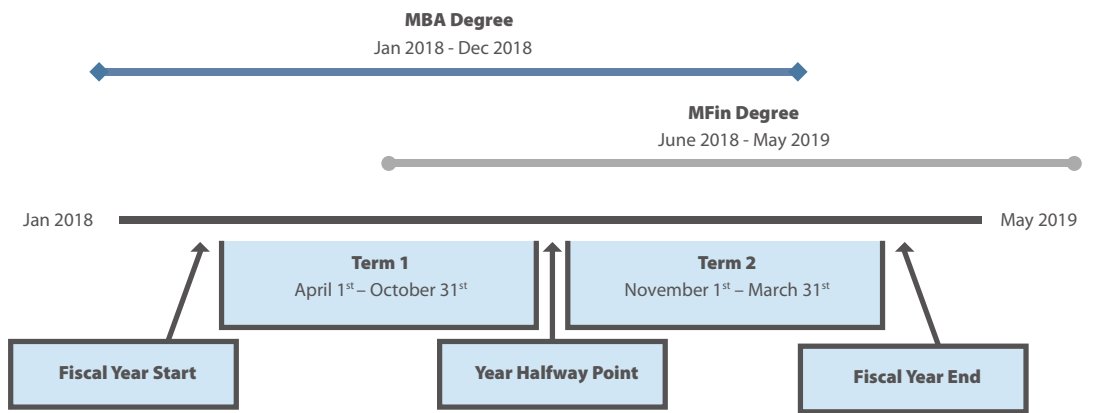 MBA Degree
Jan 2018 - Dec 2018
MFin Degree
June 2018 - May 2019
Jan 2018
May 2019
Term 1
April 1st – October 31st
Term 2
November 1st – March 31st
Fiscal Year Start
Year Halfway Point
Fiscal Year End